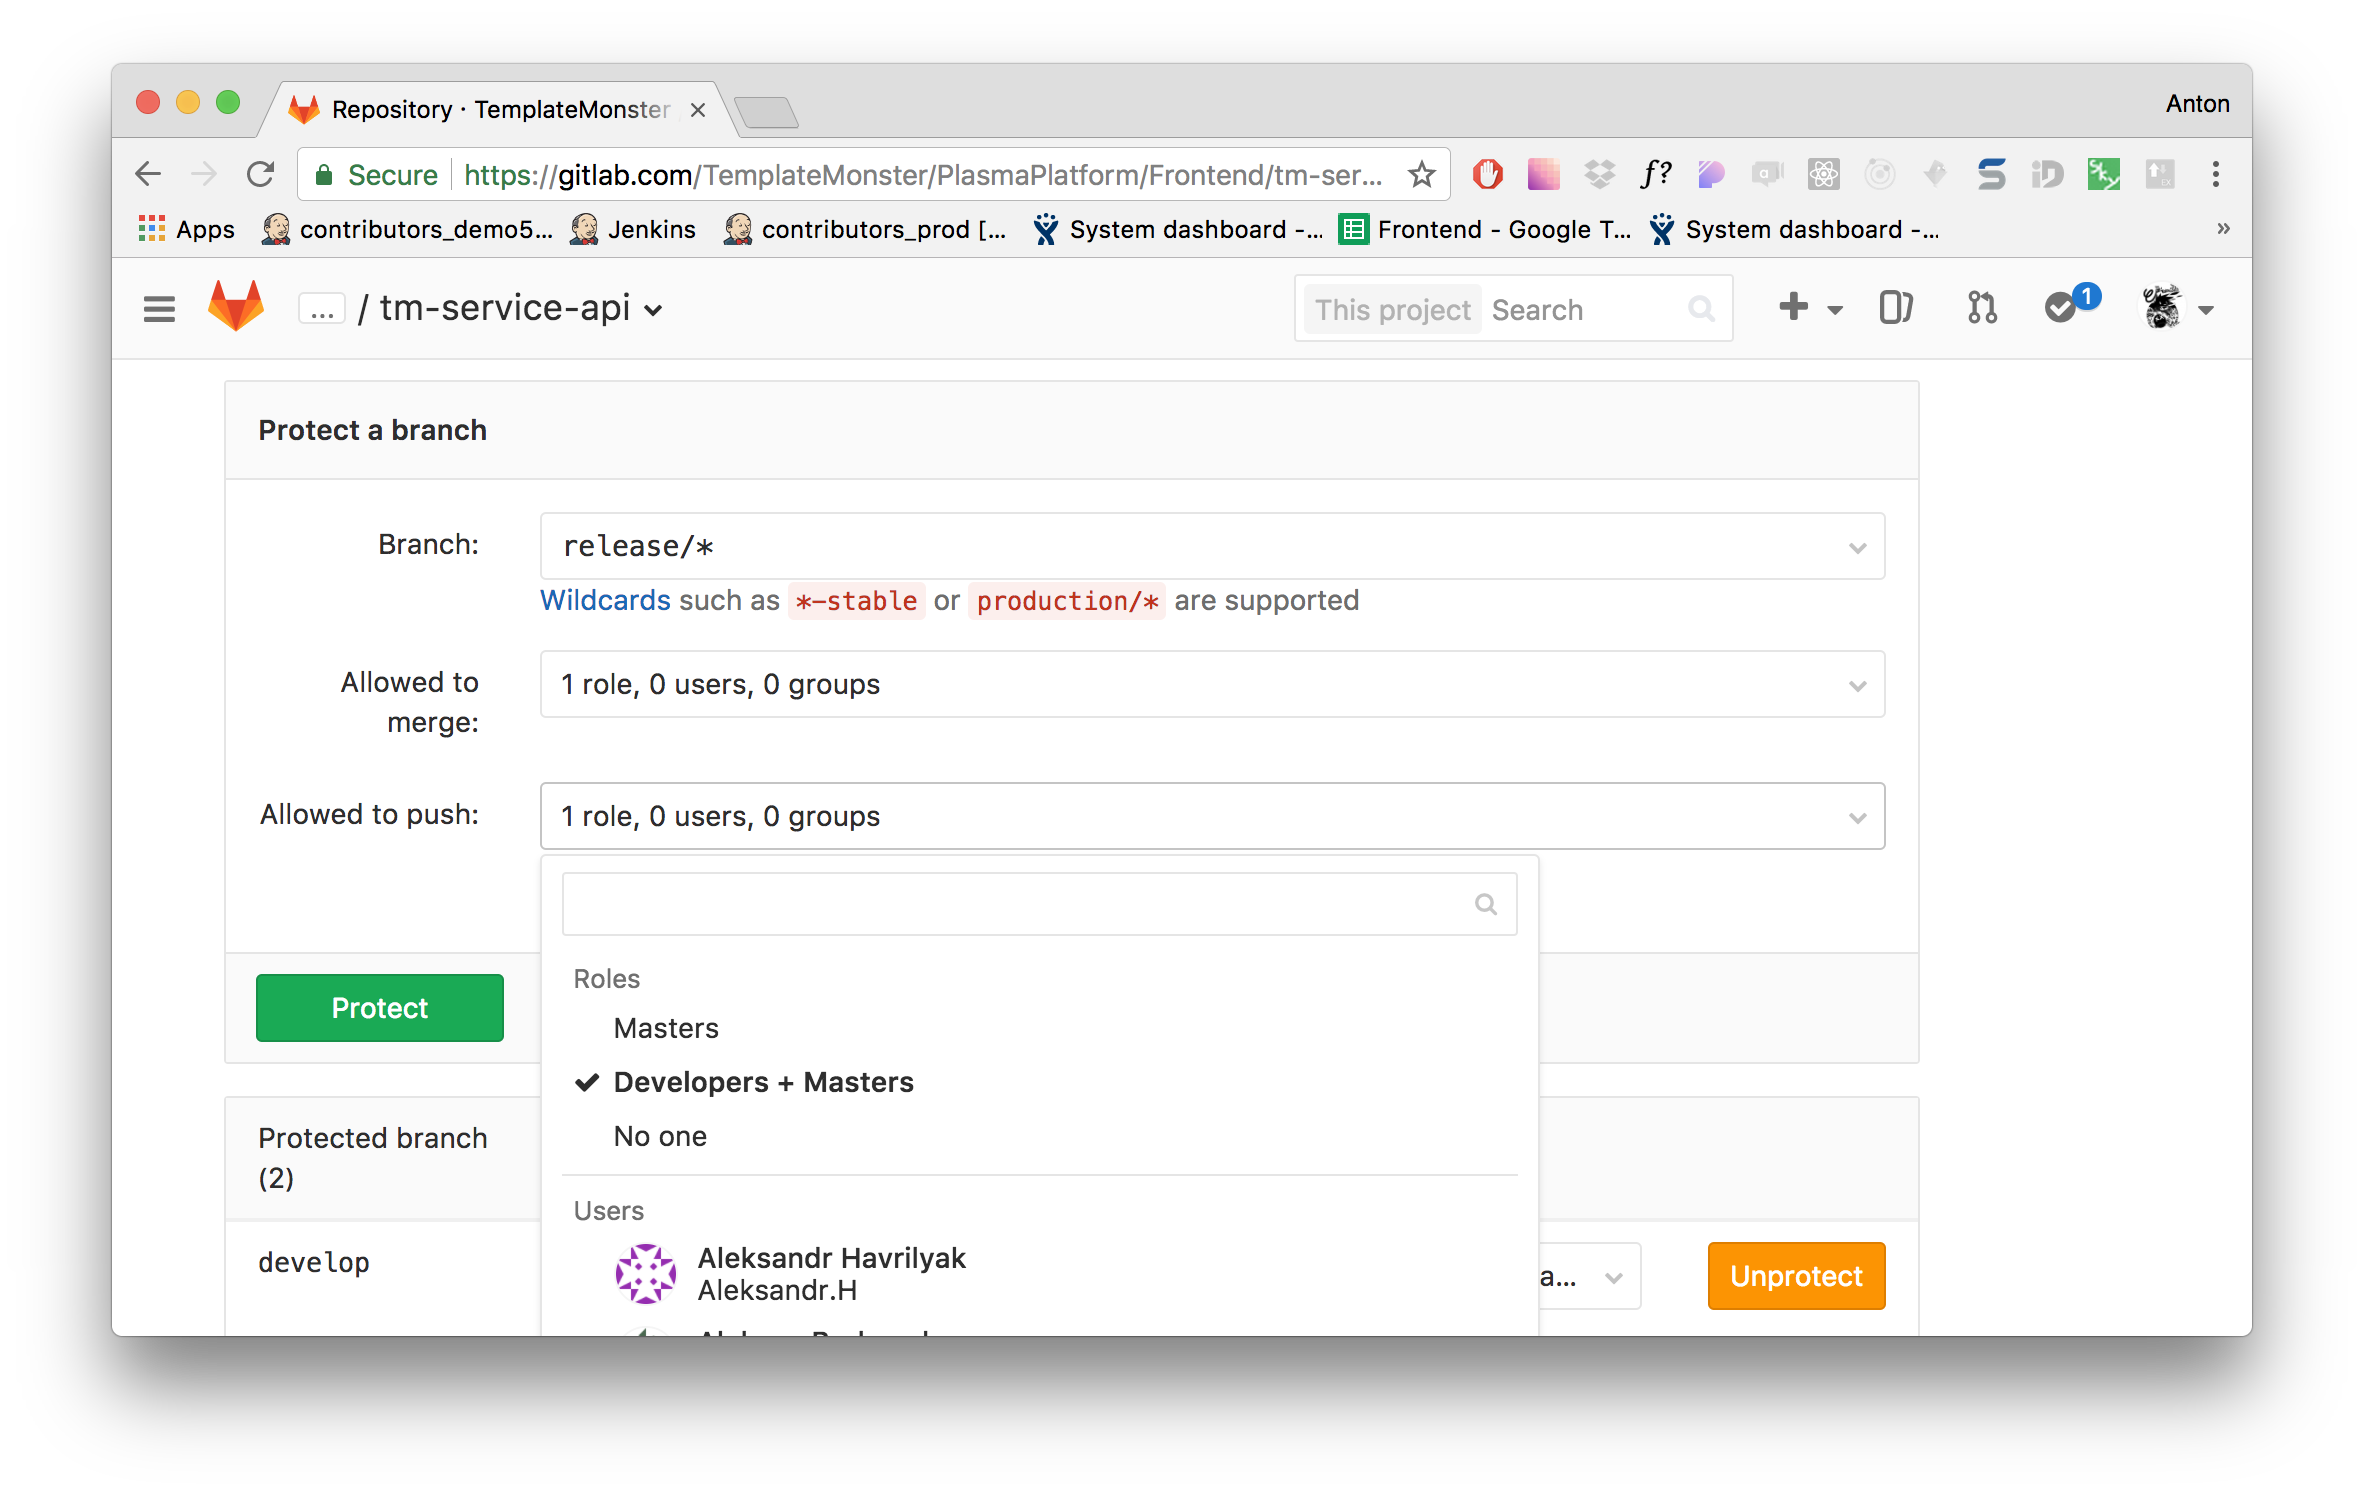 Repository · TemplateMonster
Anton
Secure https://gitlab.com/TemplateMonster/PlasmaPlatform/Frontend/tm-ser...
Apps contributors_demo5... Jenkins contributors_prod [... System dashboard -... Frontend - Google T... System dashboard -... »
... / tm-service-api
This project Search
1
Protect a branch
Branch:
release/*
Wildcards such as *-stable or production/* are supported
Allowed to merge:
1 role, 0 users, 0 groups
Allowed to push:
1 role, 0 users, 0 groups
Roles
Masters
Developers + Masters
No one
Users
Aleksandr Havrilyak
Aleksandr.H
Protect
Protected branch
(2)
develop
a...
Unprotect